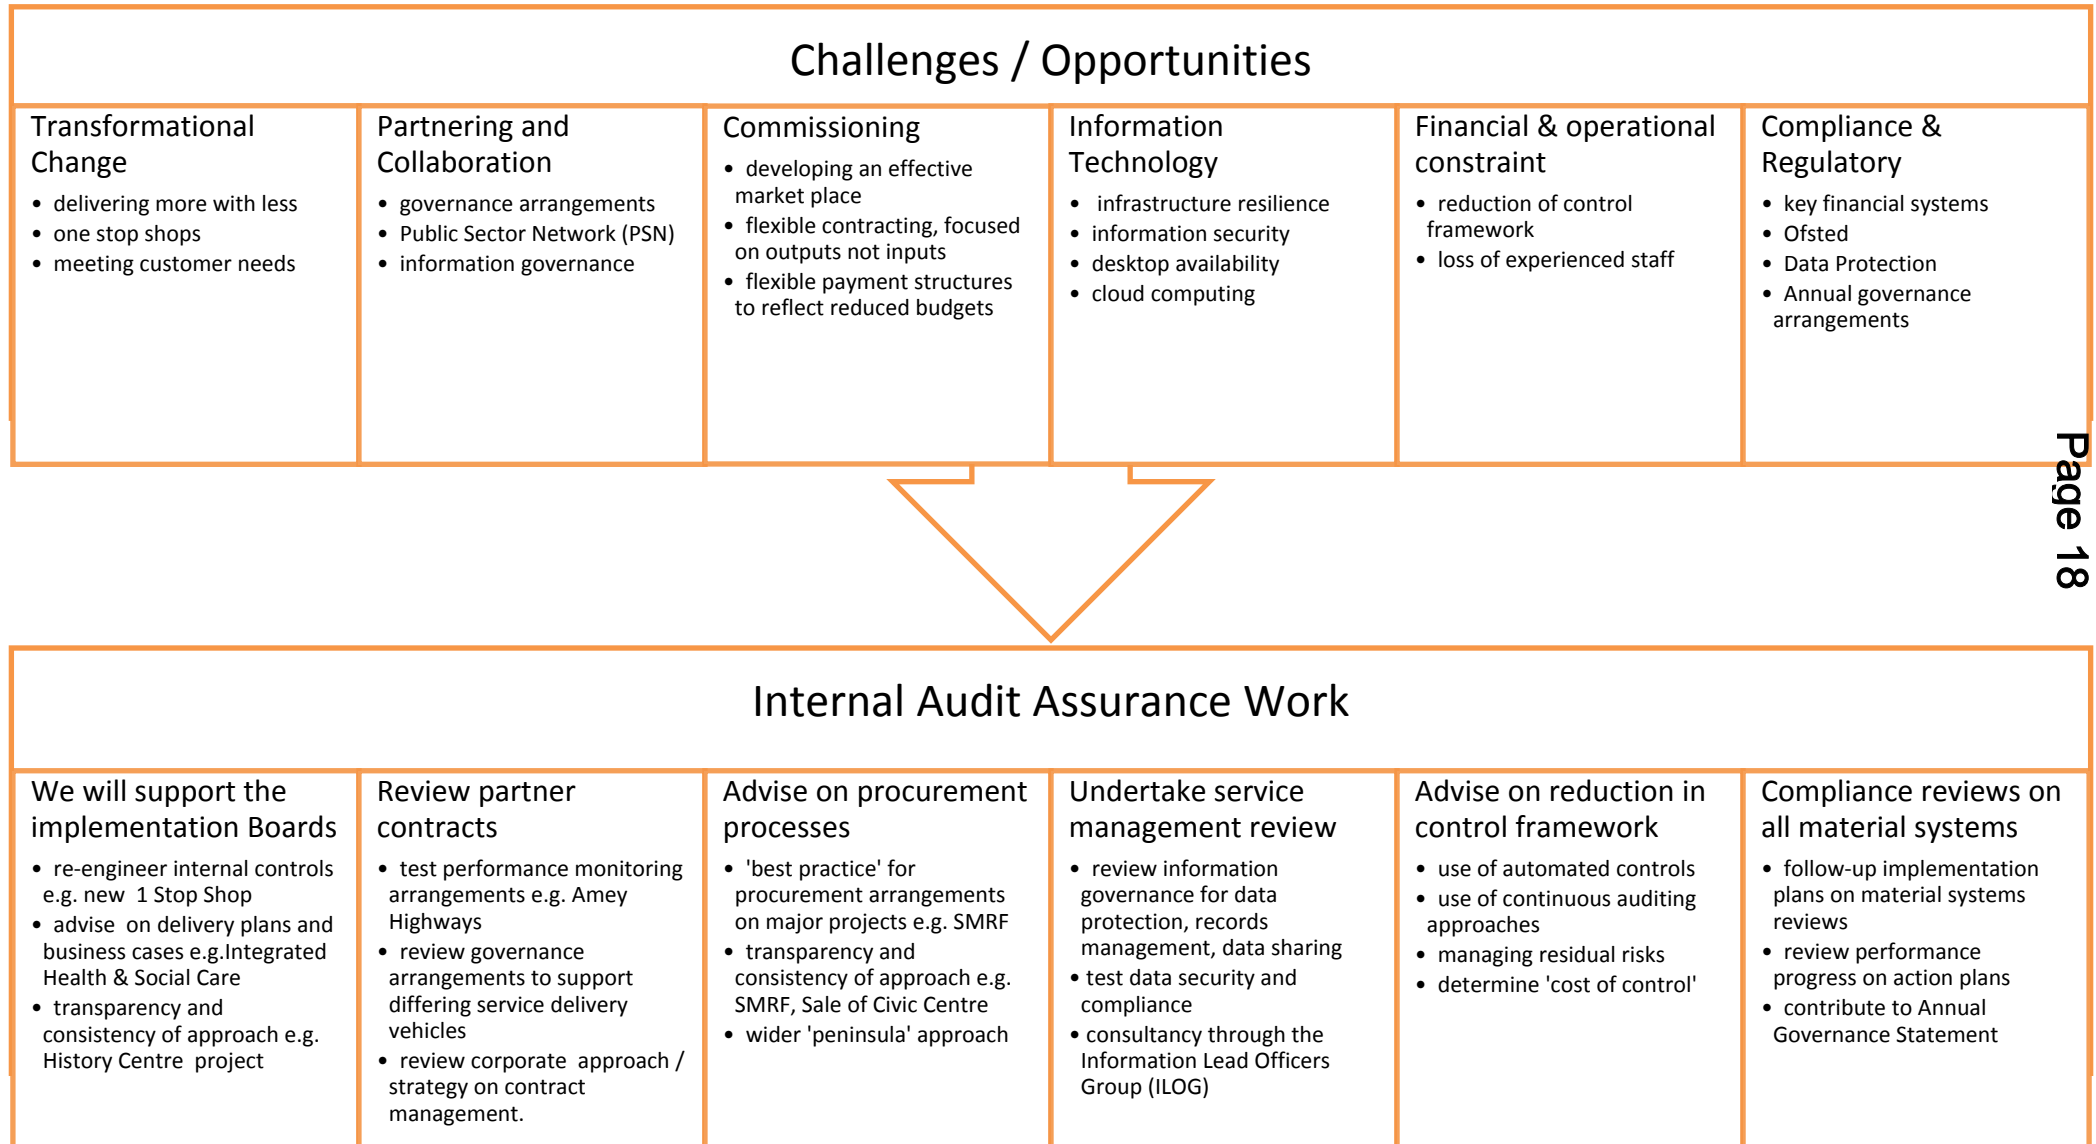 Challenges / Opportunities
Transformational
Change
• delivering more with less
• one stop shops
• meeting customer needs
Partnering and
Collaboration
• governance arrangements
• Public Sector Network (PSN)
• information governance
Commissioning
• developing an effective
market place
• flexible contracting, focused
on outputs not inputs
• flexible payment structures
to reflect reduced budgets
Information
Technology
• infrastructure resilience
• information security
• desktop availability
• cloud computing
Financial & operational
constraint
• reduction of control
framework
• loss of experienced staff
Compliance &
Regulatory
• key financial systems
• Ofsted
• Data Protection
• Annual governance
arrangements
Page 18
Internal Audit Assurance Work
We will support the
implementation Boards
• re-engineer internal controls
e.g. new 1 Stop Shop
• advise on delivery plans and
business cases e.g.Integrated
Health & Social Care
• transparency and
consistency of approach e.g.
History Centre project
Review partner
contracts
• test performance monitoring
arrangements e.g. Amey
Highways
• review governance
arrangements to support
differing service delivery
vehicles
• review corporate approach /
strategy on contract
management.
Advise on procurement
processes
• 'best practice' for
procurement arrangements
on major projects e.g. SMRF
• transparency and
consistency of approach e.g.
SMRF, Sale of Civic Centre
• wider 'peninsula' approach
Undertake service
management review
• review information
governance for data
protection, records
management, data sharing
• test data security and
compliance
• consultancy through the
Information Lead Officers
Group (ILOG)
Advise on reduction in
control framework
• use of automated controls
• use of continuous auditing
approaches
• managing residual risks
• determine 'cost of control'
Compliance reviews on
all material systems
• follow-up implementation
plans on material systems
reviews
• review performance
progress on action plans
• contribute to Annual
Governance Statement